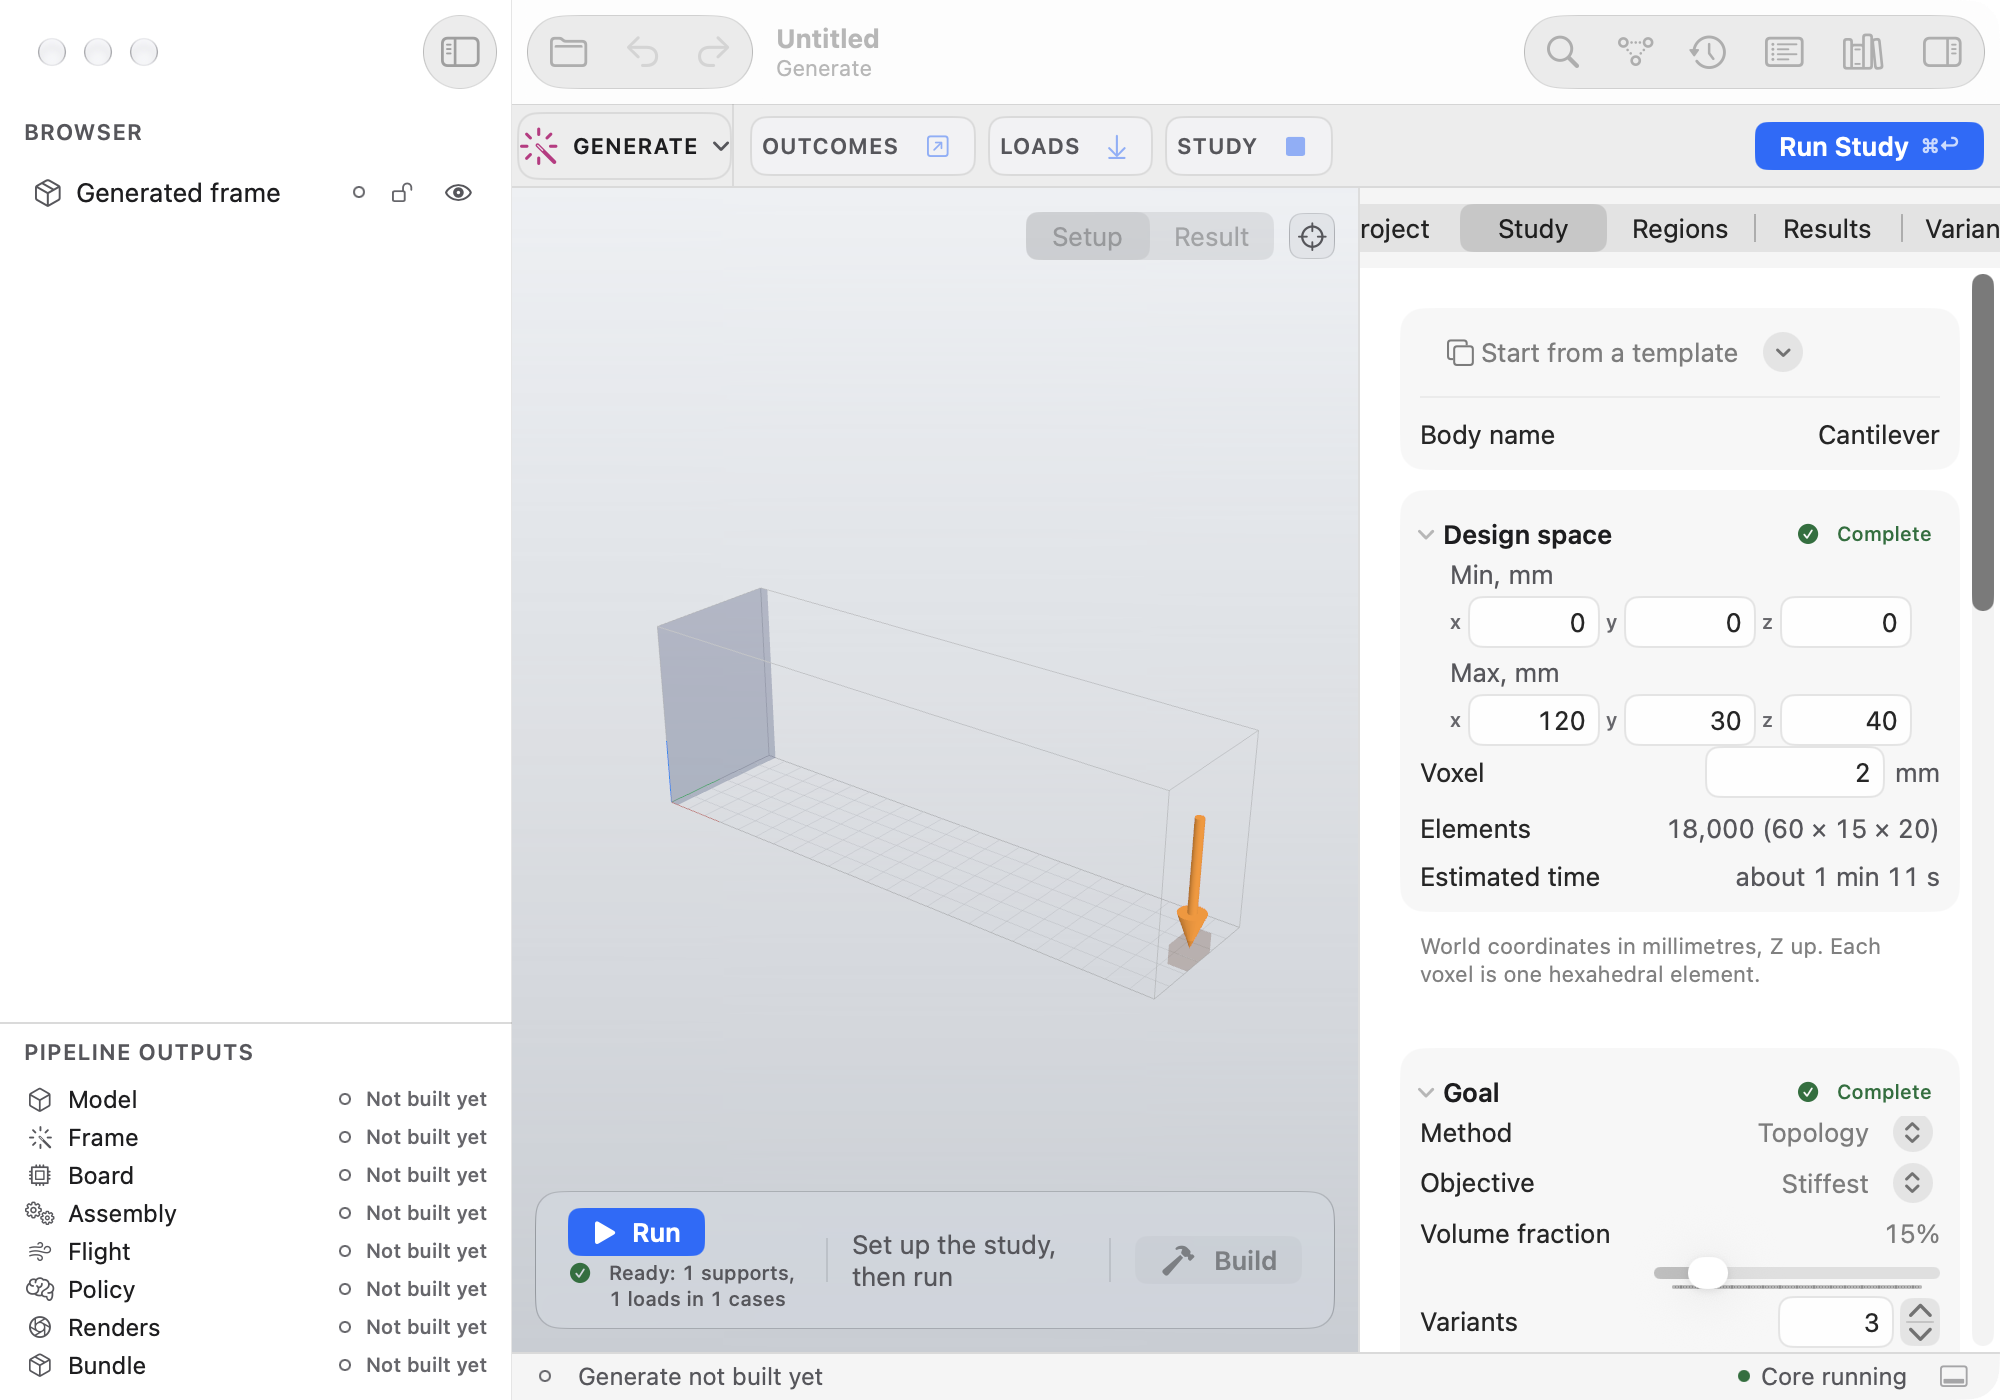 Untitled
Generate
BROWSER
Generated frame
GENERATE
OUTCOMES
LOADS
STUDY
Run Study ⌘↩
Setup
Result
roject
Study
Regions
Results
Varian
Start from a template
Body name
Cantilever
Design space
Complete
Min, mm
x 0 y 0 z 0
Max, mm
x 120 y 30 z 40
Voxel 2 mm
Elements 18,000 (60 × 15 × 20)
Estimated time about 1 min 11 s
World coordinates in millimetres, Z up. Each
voxel is one hexahedral element.
Goal
Complete
Method Topology
Objective Stiffest
Volume fraction 15%
Variants 3
PIPELINE OUTPUTS
Model Not built yet
Frame Not built yet
Board Not built yet
Assembly Not built yet
Flight Not built yet
Policy Not built yet
Renders Not built yet
Bundle Not built yet
Run
Ready: 1 supports,
1 loads in 1 cases
Set up the study,
then run
Build
Generate not built yet
Core running